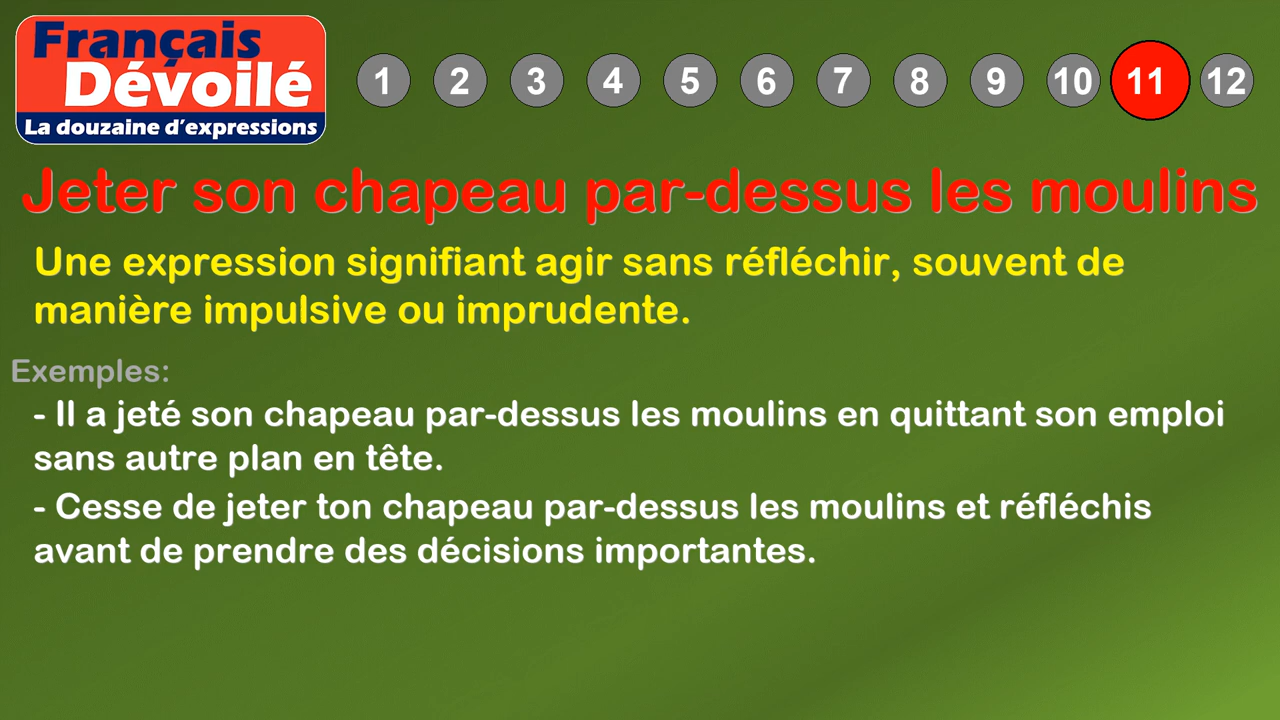 Français
Dévoilé
La douzaine d'expressions
1 2 3 4 5 6 7 8 9 10 11 12
Jeter son chapeau par-dessus les moulins
Une expression signifiant agir sans réfléchir, souvent de
manière impulsive ou imprudente.
Exemples:
- Il a jeté son chapeau par-dessus les moulins en quittant son emploi
sans autre plan en tête.
- Cesse de jeter ton chapeau par-dessus les moulins et réfléchis
avant de prendre des décisions importantes.